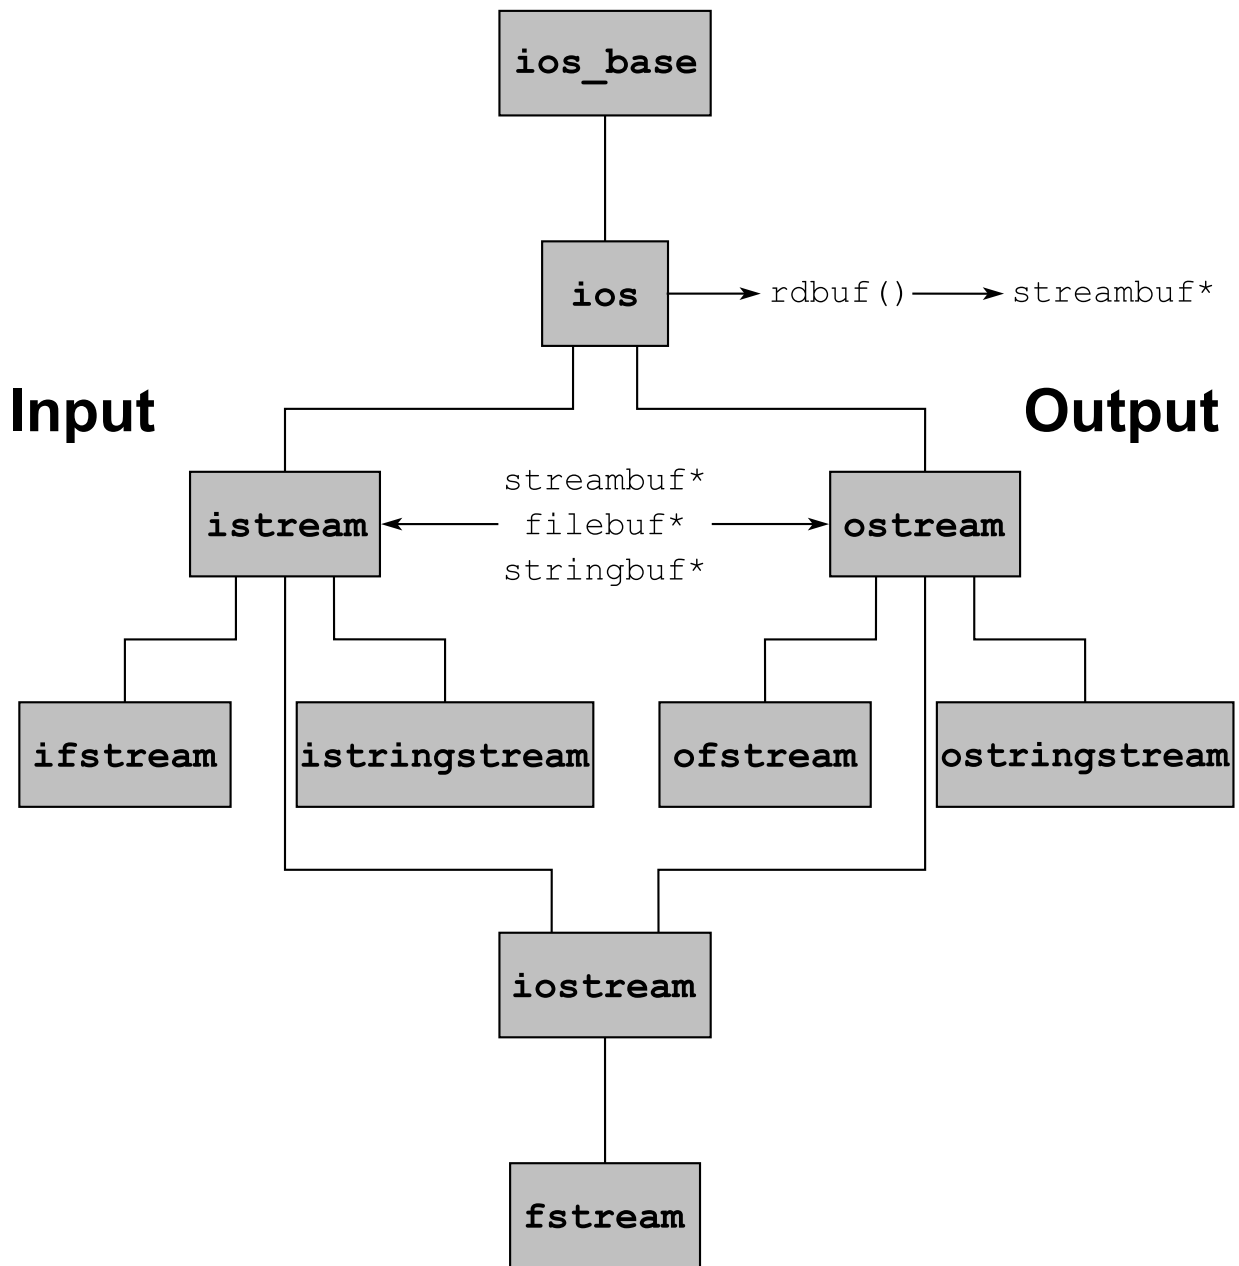 ios_base
ios
rdbuf()
streambuf*
Input
Output
istream
streambuf*
filebuf*
stringbuf*
ostream
ifstream
istringstream
ofstream
ostringstream
iostream
fstream